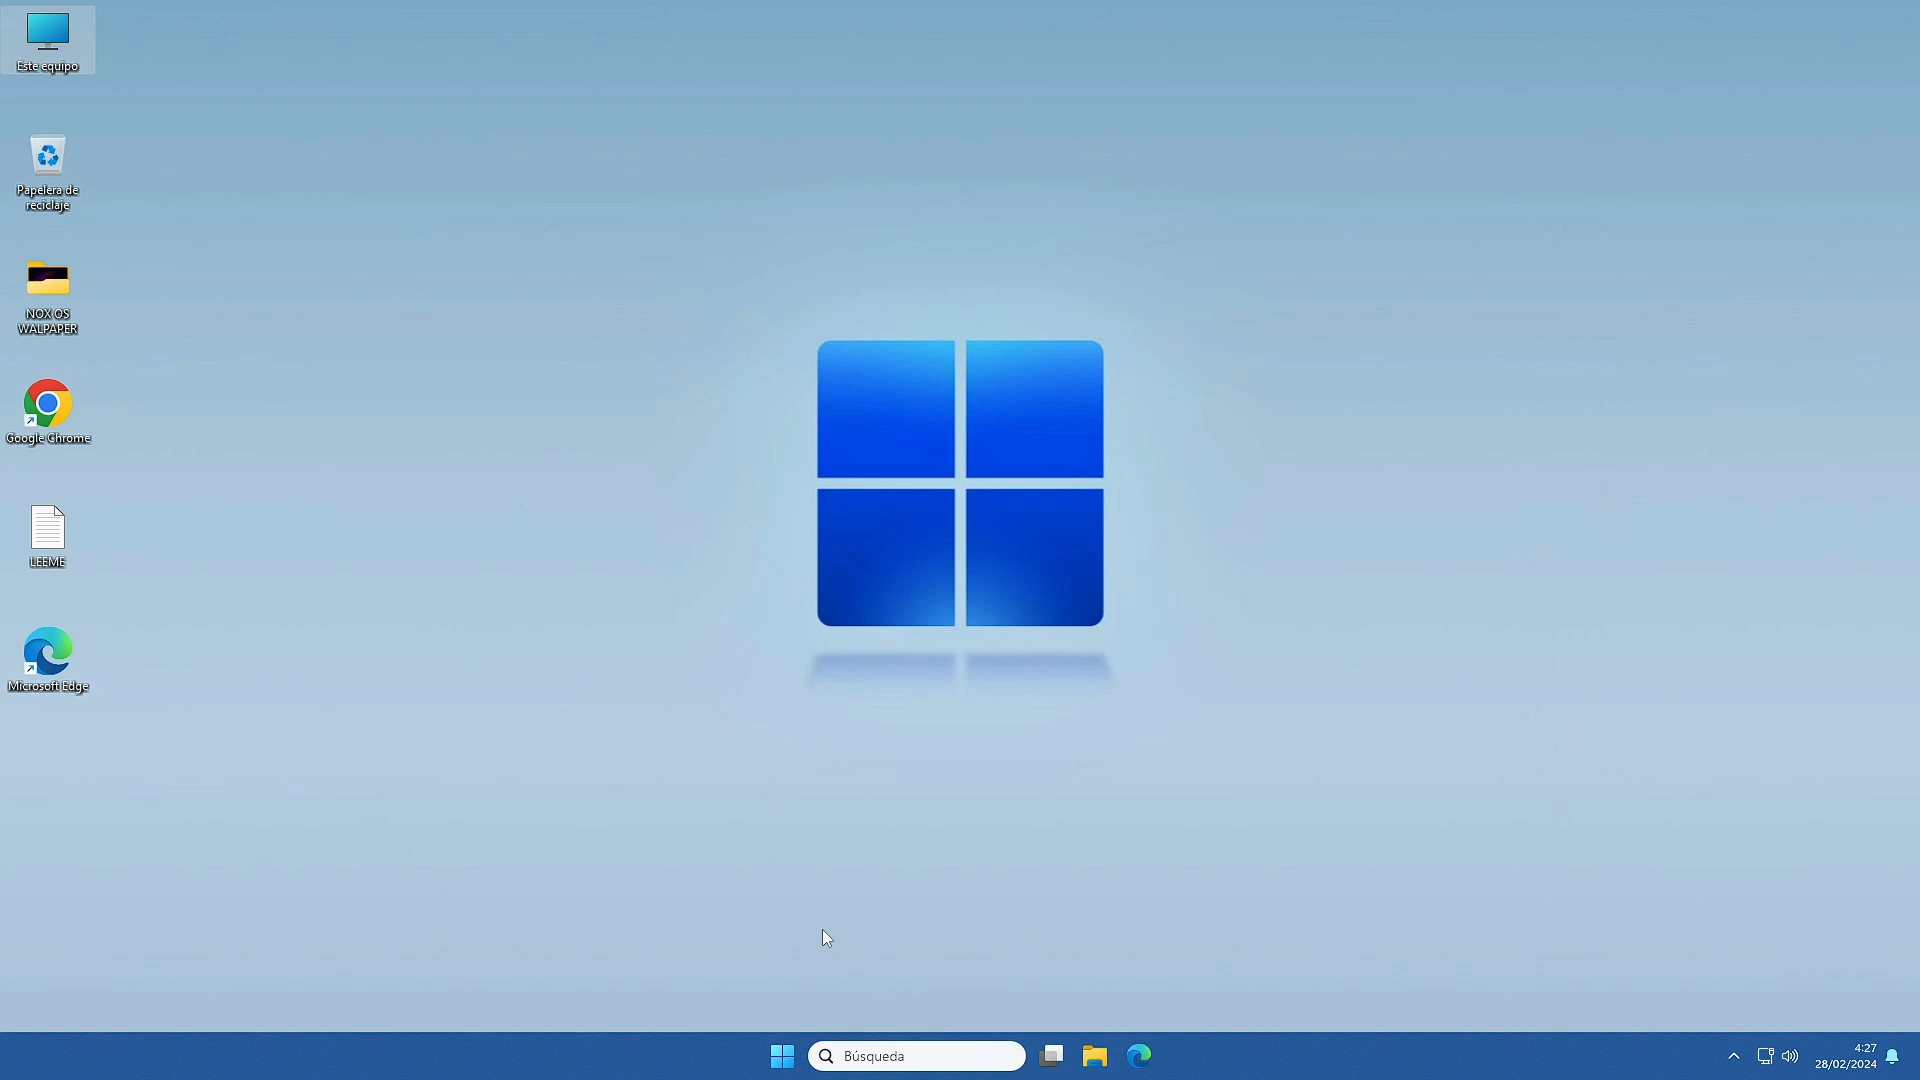 Este equipo
Papelera de
reciclaje
NOX OS
WALPAPER
Google Chrome
LEEME
Microsoft Edge
Búsqueda
4:27
28/02/2024